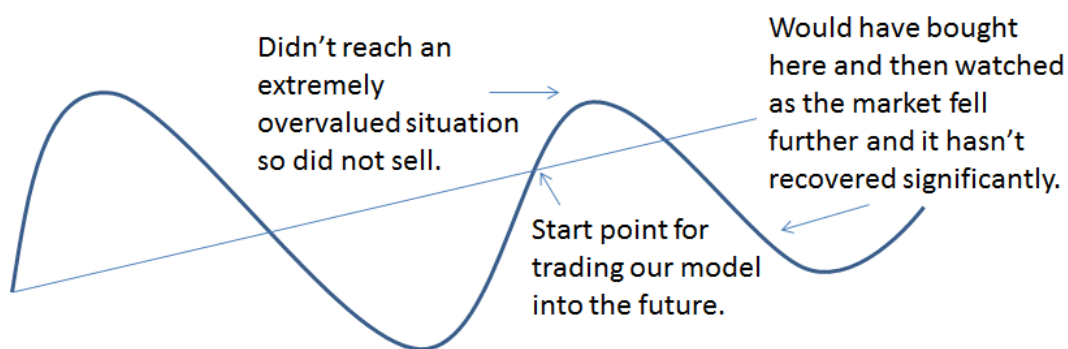 Didn’t reach an
extremely
overvalued situation
so did not sell.
Would have bought
here and then watched
as the market fell
further and it hasn’t
recovered significantly.
Start point for
trading our model
into the future.